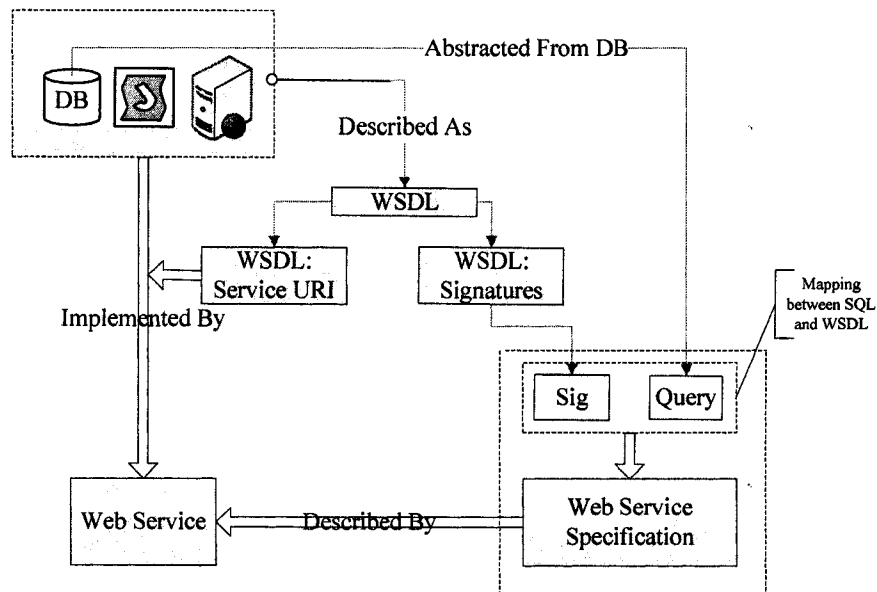 Abstracted From DB
DB
Described As
WSDL
WSDL:
Service URI
WSDL:
Signatures
Mapping
between SQL
and WSDL
Implemented By
Sig
Query
Web Service
Described By
Web Service
Specification